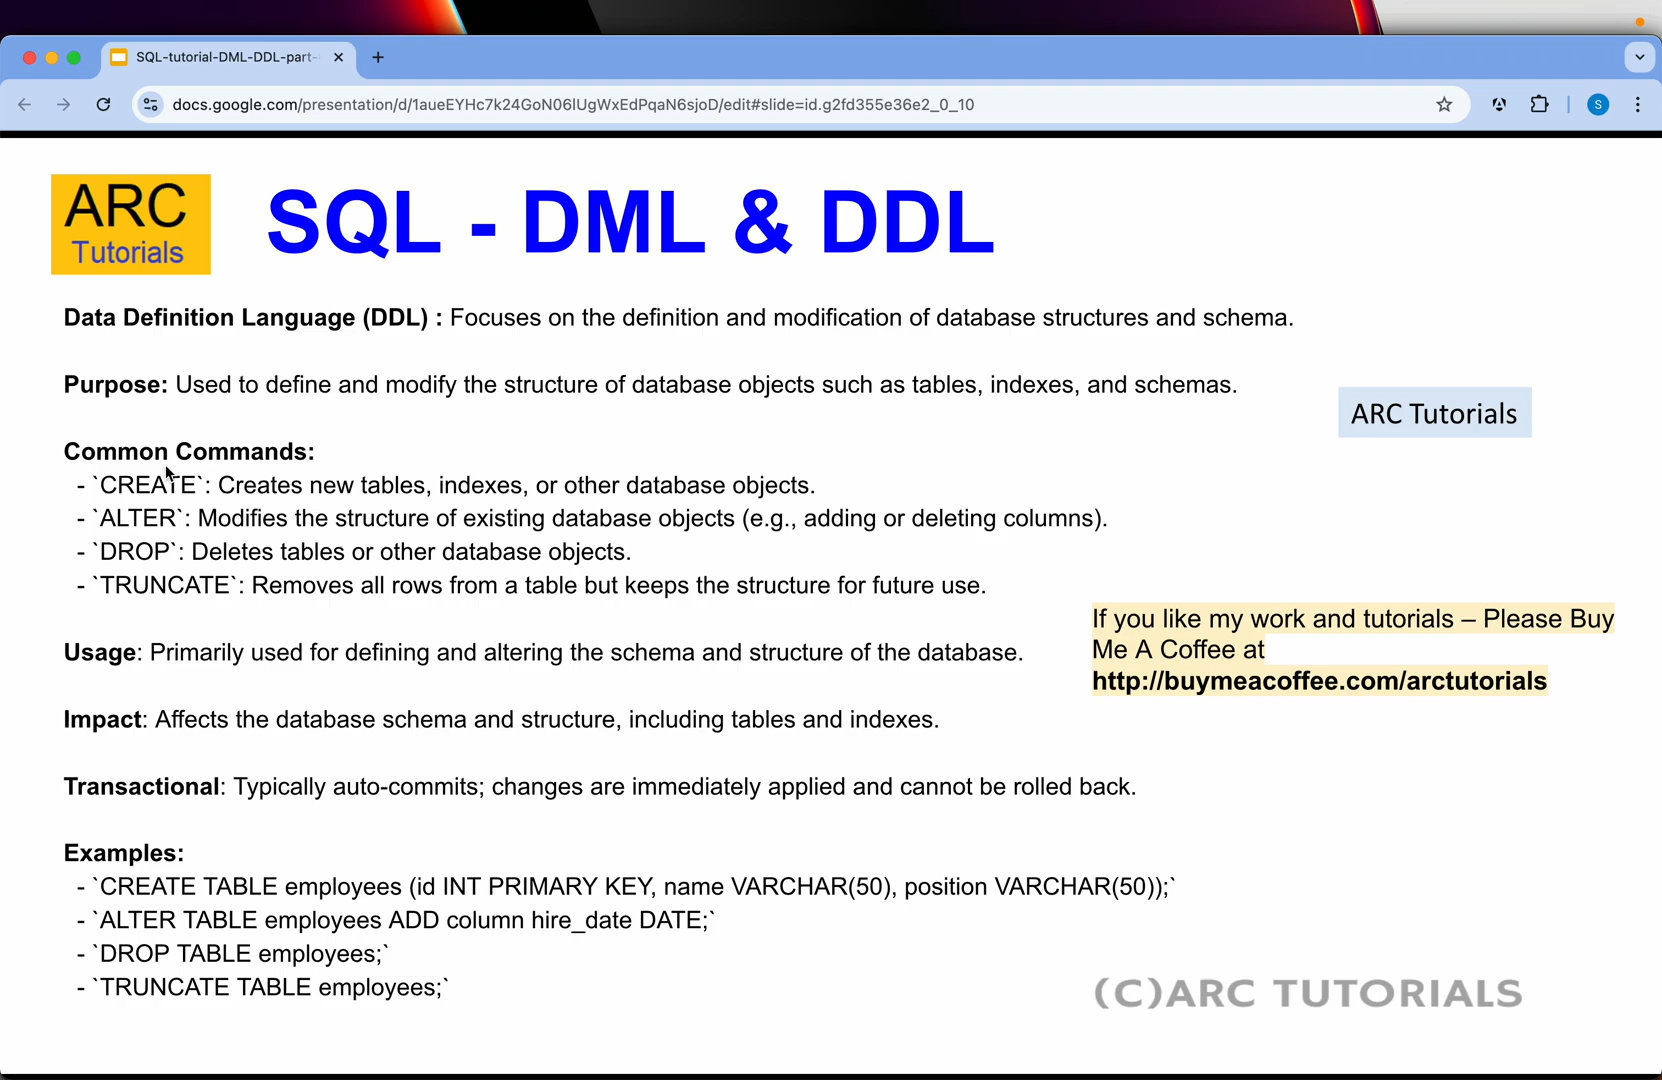 SQL-tutorial-DML-DDL-part-
docs.google.com/presentation/d/1aueEYHc7k24GoN06lUgWxEdPqaN6sjoD/edit#slide=id.g2fd355e36e2_0_10
S
ARC
Tutorials
SQL - DML & DDL
Data Definition Language (DDL) : Focuses on the definition and modification of database structures and schema.
Purpose: Used to define and modify the structure of database objects such as tables, indexes, and schemas.
ARC Tutorials
Common Commands:
- `CREATE`: Creates new tables, indexes, or other database objects.
- `ALTER`: Modifies the structure of existing database objects (e.g., adding or deleting columns).
- `DROP`: Deletes tables or other database objects.
- `TRUNCATE`: Removes all rows from a table but keeps the structure for future use.
If you like my work and tutorials – Please Buy
Me A Coffee at
http://buymeacoffee.com/arctutorials
Usage: Primarily used for defining and altering the schema and structure of the database.
Impact: Affects the database schema and structure, including tables and indexes.
Transactional: Typically auto-commits; changes are immediately applied and cannot be rolled back.
Examples:
- `CREATE TABLE employees (id INT PRIMARY KEY, name VARCHAR(50), position VARCHAR(50));`
- `ALTER TABLE employees ADD column hire_date DATE;`
- `DROP TABLE employees;`
- `TRUNCATE TABLE employees;`
(C)ARC TUTORIALS